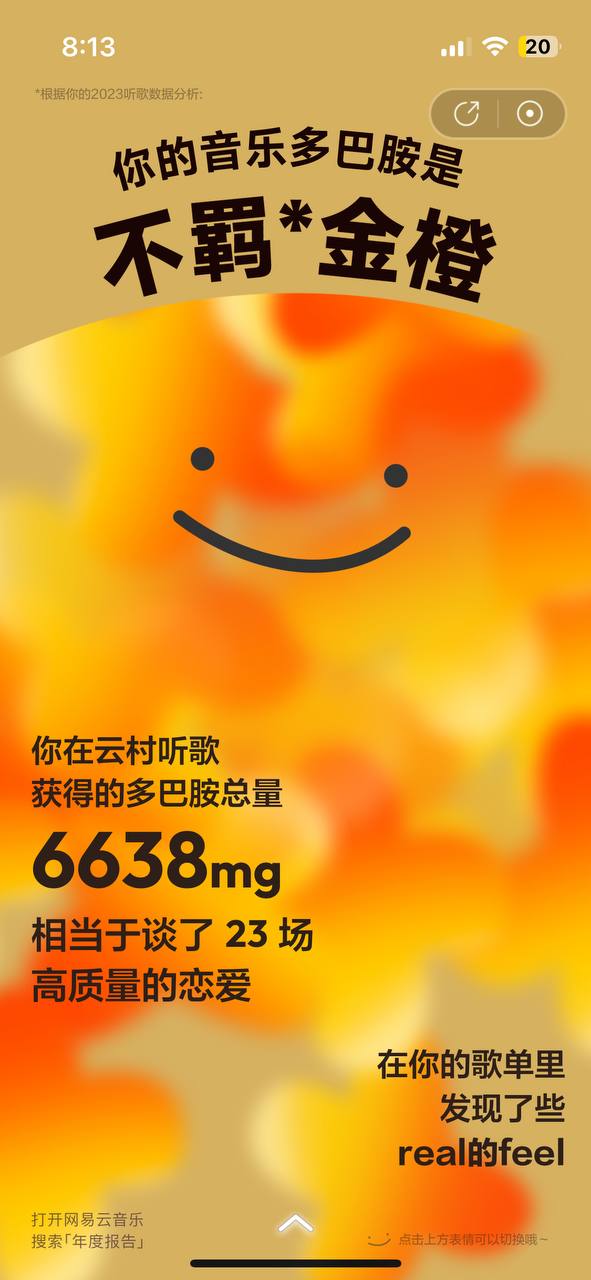 8:13
20
*根据你的2023听歌数据分析:
你的音乐多巴胺是
不羁*金橙
你在云村听歌
获得的多巴胺总量
6638mg
相当于谈了 23 场
高质量的恋爱
在你的歌单里
发现了些
real的feel
打开网易云音乐
搜索「年度报告」
点击上方表情可以切换哦~